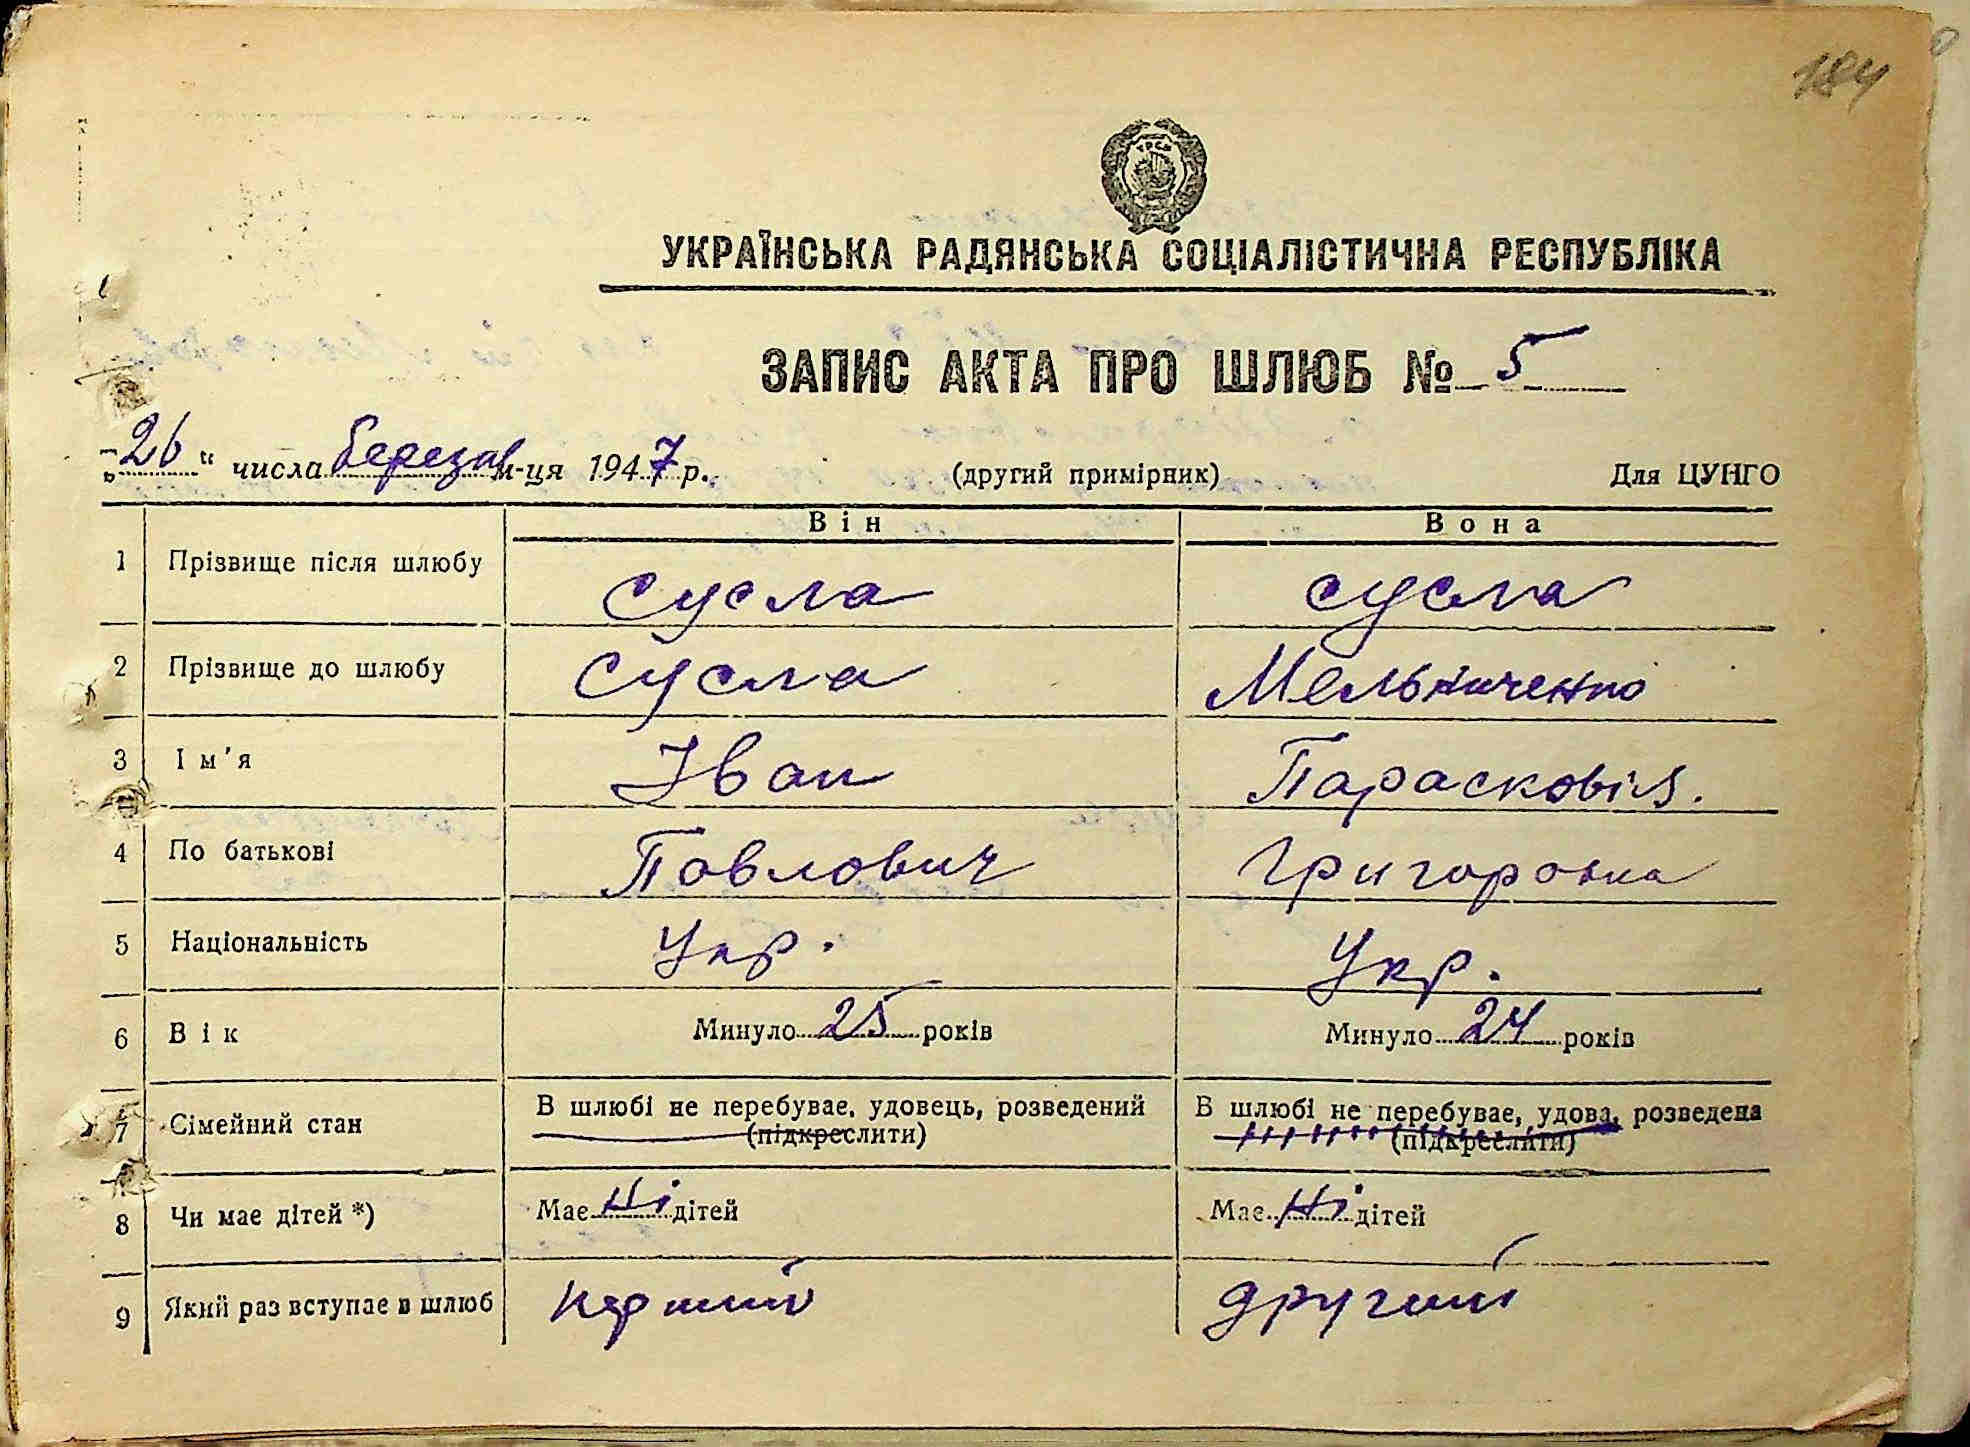 184
УРСР
УКРАЇНСЬКА РАДЯНСЬКА СОЦІАЛІСТИЧНА РЕСПУБЛІКА
ЗАПИС АКТА ПРО ШЛЮБ № 5
„26“ числа березня м-ця 1947 р. (другий примірник) Для ЦУНГО
Він Вона
1 Прізвище після шлюбу Сусла Сусла
2 Прізвище до шлюбу Сусла Мельниченко
3 Ім'я Іван Парасковія.
4 По батькові Павлович Григоровна
5 Національність Укр. Укр.
6 Вік Минуло 25 років Минуло 24 років
7 Сімейний стан В шлюбі не перебуває, удовець, розведений В шлюбі не перебуває, удова, розведена
(підкреслити) (підкреслити)
8 Чи має дітей *) Має Ні дітей Має Ні дітей
9 Який раз вступає в шлюб перший другий